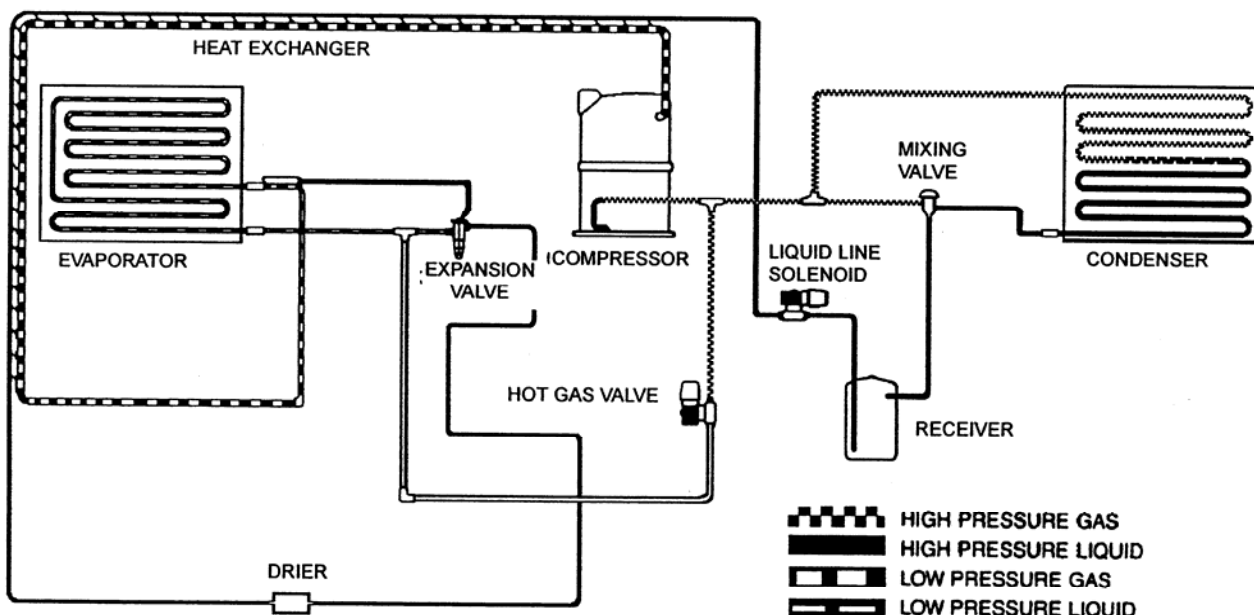 HEAT EXCHANGER
MIXING
VALVE
EVAPORATOR
EXPANSION
VALVE
COMPRESSOR
LIQUID LINE
SOLENOID
CONDENSER
HOT GAS VALVE
RECEIVER
DRIER
HIGH PRESSURE GAS
HIGH PRESSURE LIQUID
LOW PRESSURE GAS
LOW PRESSURE LIQUID